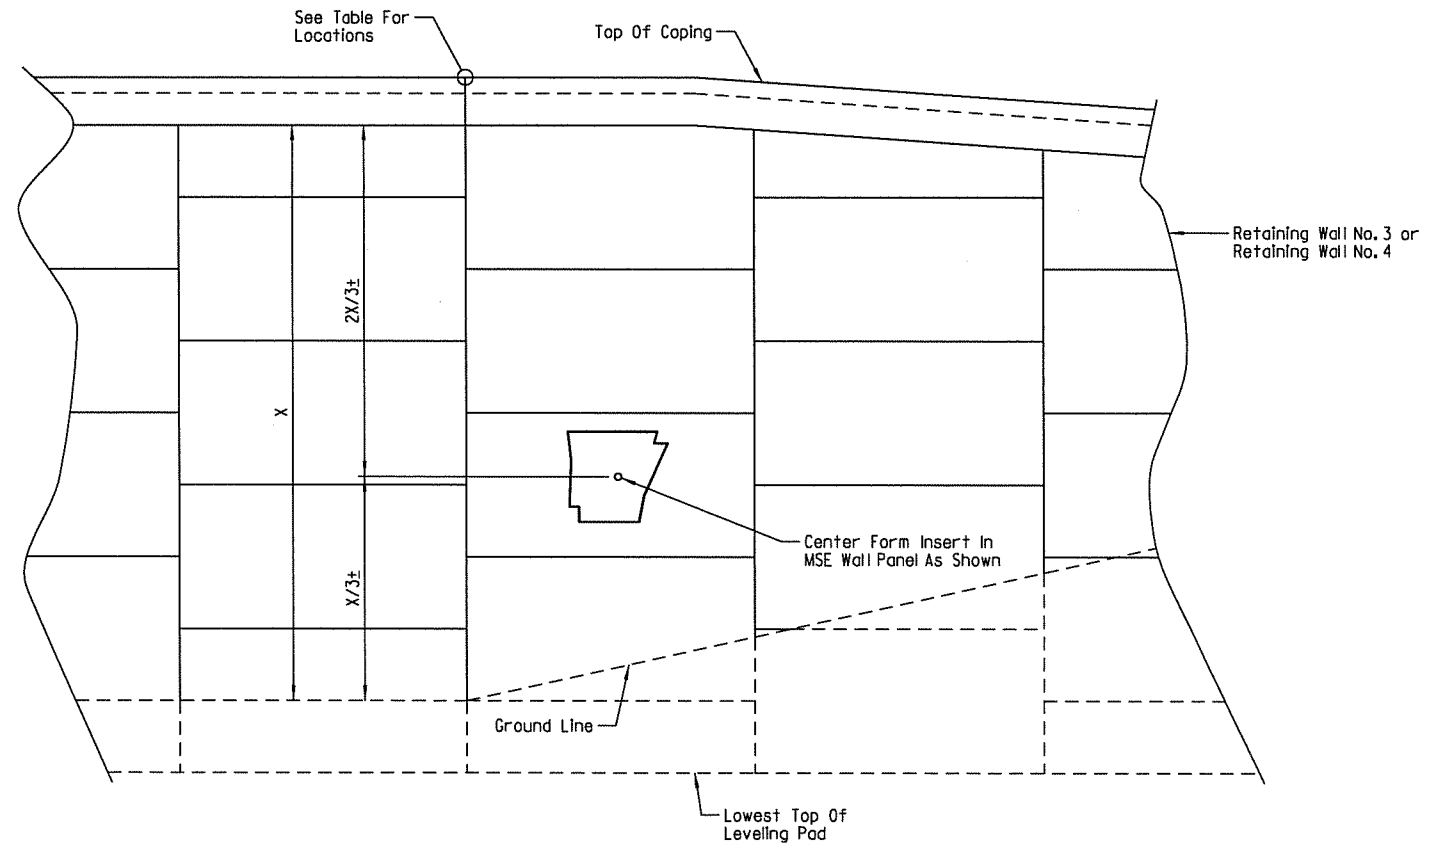 See Table For
Locations
Top Of Coping
Retaining Wall No. 3 or
Retaining Wall No. 4
2X/3±
X
Center Form Insert In
MSE Wall Panel As Shown
X/3±
Ground Line
Lowest Top Of
Leveling Pad